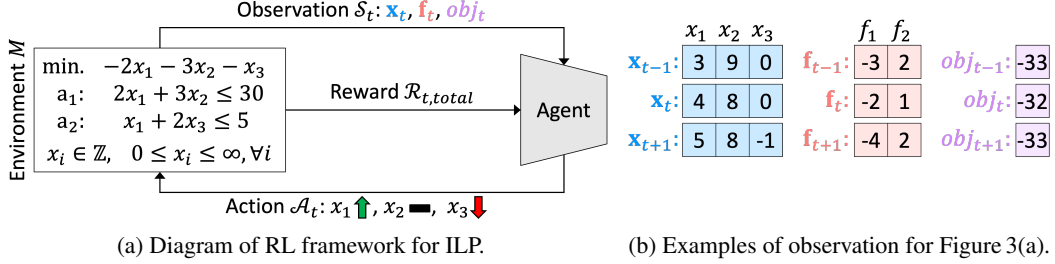 Observation 𝒮ₜ: 𝐱ₜ, 𝐟ₜ, objₜ
Environment M
min. −2x₁ − 3x₂ − x₃
a₁: 2x₁ + 3x₂ ≤ 30
a₂: x₁ + 2x₃ ≤ 5
xᵢ ∈ ℤ, 0 ≤ xᵢ ≤ ∞, ∀i
Reward ℛₜ,ₜₒₜₐₗ
Agent
Action 𝒜ₜ: x₁ , x₂ , x₃
(a) Diagram of RL framework for ILP.
x₁ x₂ x₃ f₁ f₂
𝐱ₜ₋₁: 3 9 0 𝐟ₜ₋₁: -3 2 objₜ₋₁: -33
𝐱ₜ: 4 8 0 𝐟ₜ: -2 1 objₜ: -32
𝐱ₜ₊₁: 5 8 -1 𝐟ₜ₊₁: -4 2 objₜ₊₁: -33
(b) Examples of observation for Figure 3(a).